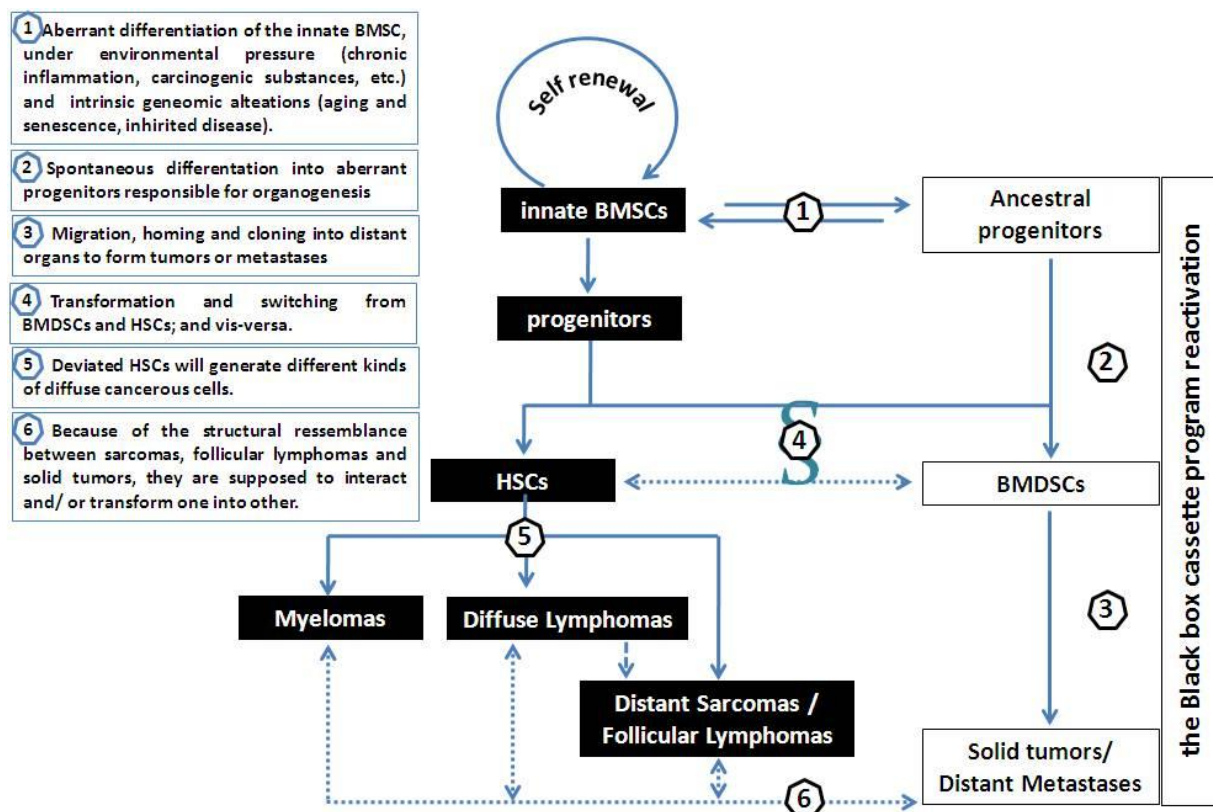 1 Aberrant differentiation of the innate BMSC,
under environmental pressure (chronic
inflammation, carcinogenic substances, etc.)
and intrinsic geneomic alteations (aging and
senescence, inhirited disease).
2 Spontaneous differentation into aberrant
progenitors responsible for organogenesis
3 Migration, homing and cloning into distant
organs to form tumors or metastases
4 Transformation and switching from
BMDSCs and HSCs; and vis-versa.
5 Deviated HSCs will generate different kinds
of diffuse cancerous cells.
6 Because of the structural ressemblance
between sarcomas, follicular lymphomas and
solid tumors, they are supposed to interact
and/ or transform one into other.
Self renewal
innate BMSCs
1
Ancestral
progenitors
progenitors
2
S
4
HSCs
BMDSCs
5
Myelomas
Diffuse Lymphomas
3
Distant Sarcomas /
Follicular Lymphomas
Solid tumors/
Distant Metastases
6
the Black box cassette program reactivation